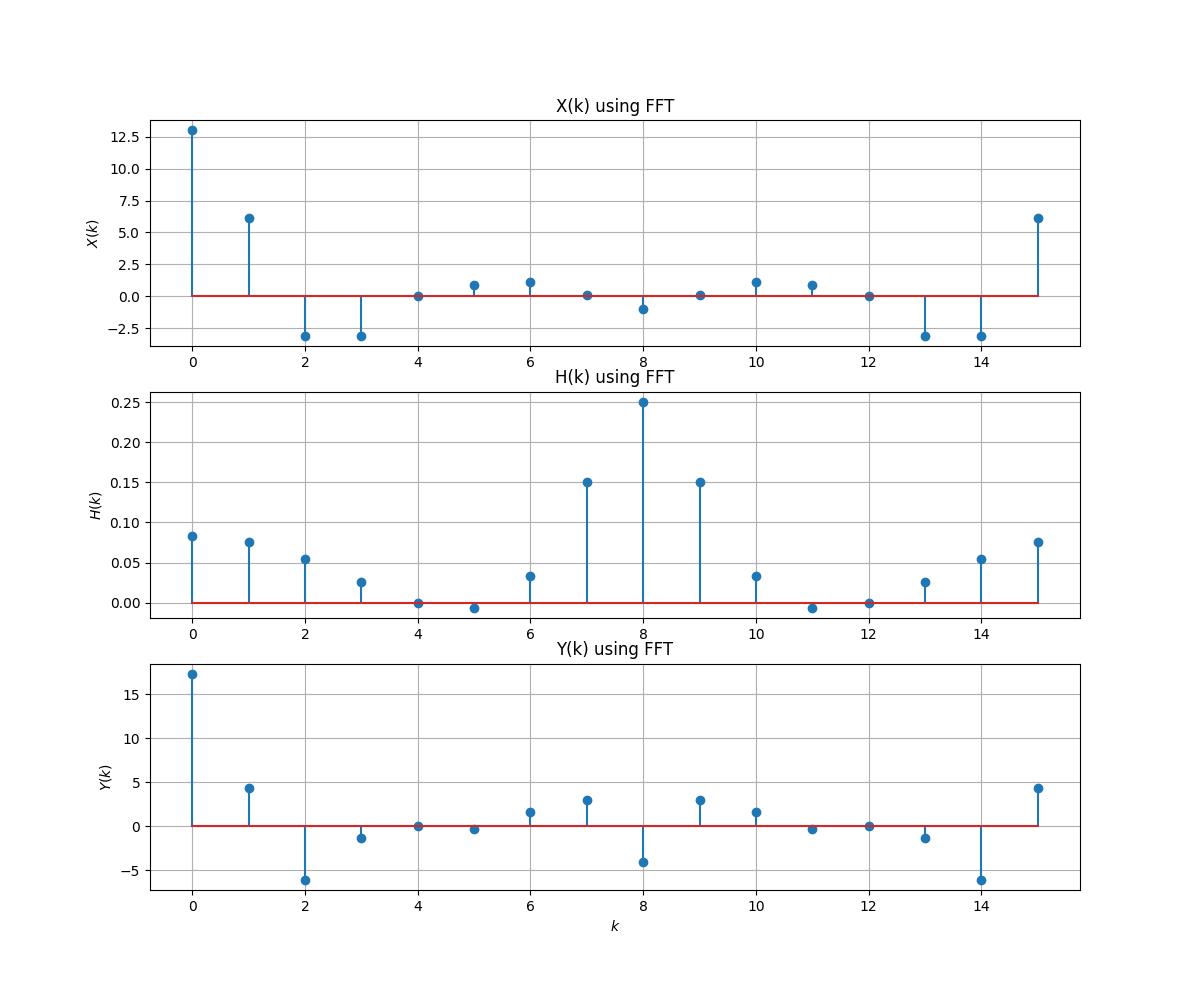 X(k) using FFT
12.5
10.0
7.5
5.0
2.5
0.0
−2.5
X(k)
0 2 4 6 8 10 12 14
H(k) using FFT
0.25
0.20
0.15
0.10
0.05
0.00
H(k)
0 2 4 6 8 10 12 14
Y(k) using FFT
15
10
5
0
−5
Y(k)
0 2 4 6 8 10 12 14
k